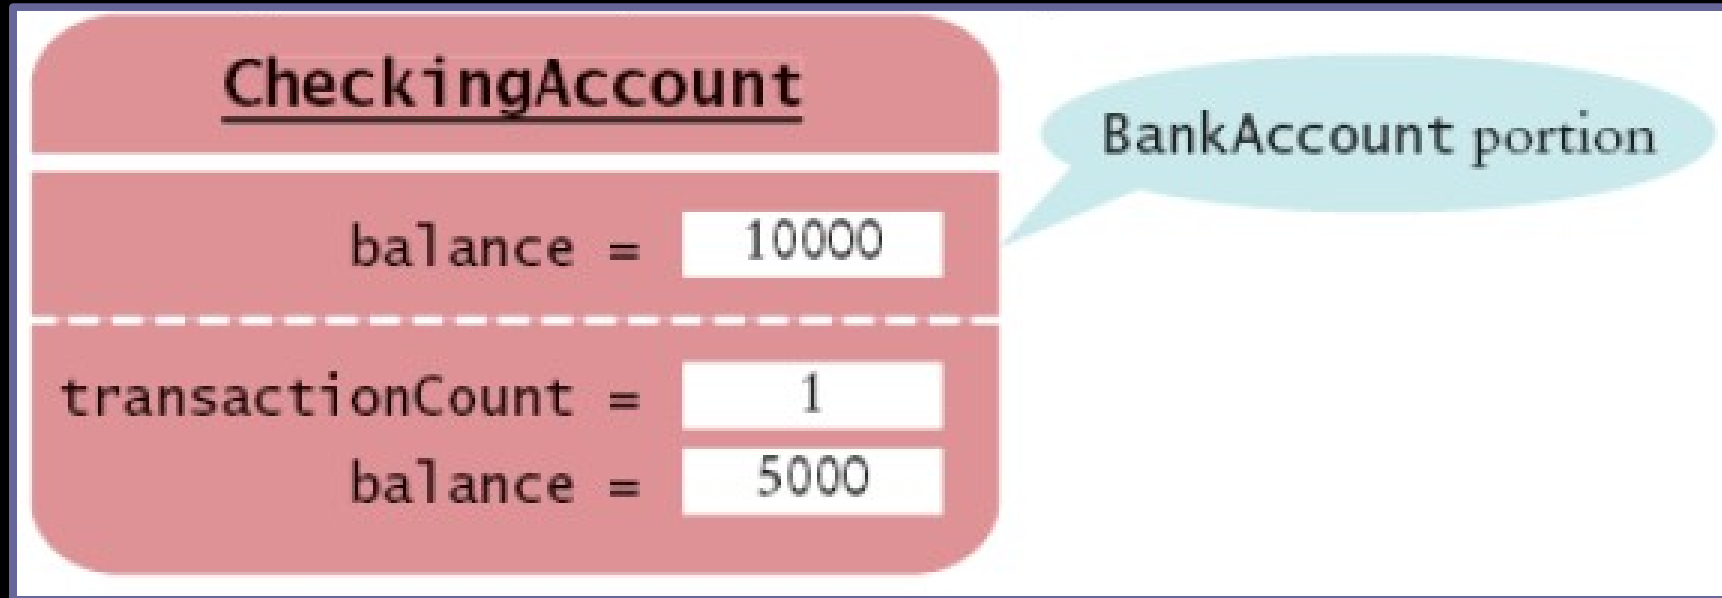 CheckingAccount
BankAccount portion
balance = 10000
transactionCount = 1
balance = 5000